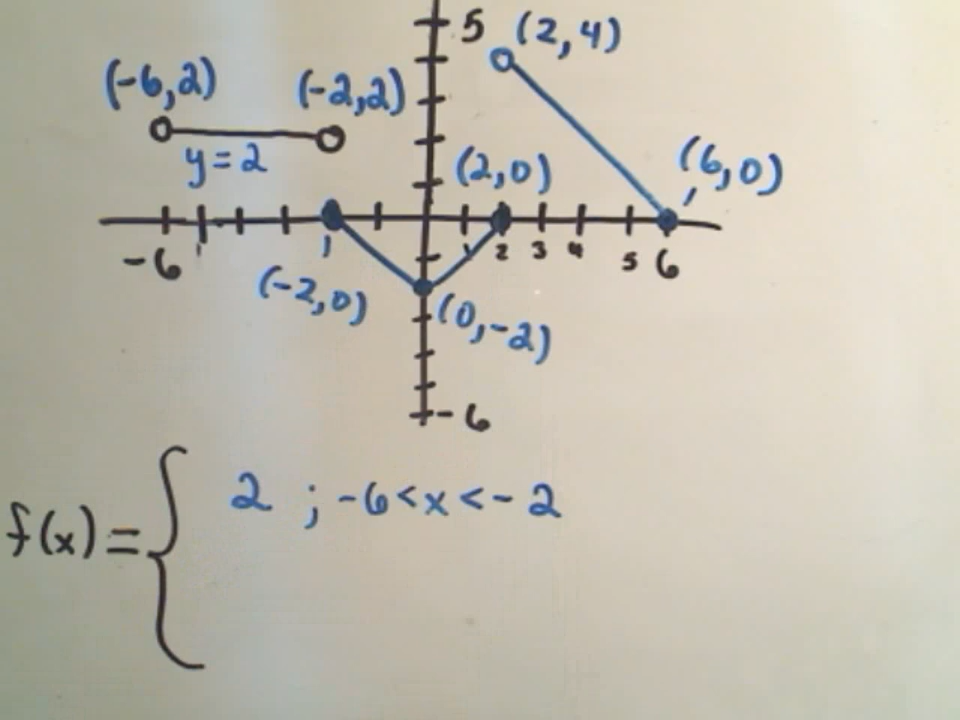 5 (2,4)
(-6,2) (-2,2)
y=2 (2,0) (6,0)
-6 1 2 3 4 5 6
(-2,0) (0,-2)
-6
f(x)= { 2 ; -6<x<-2